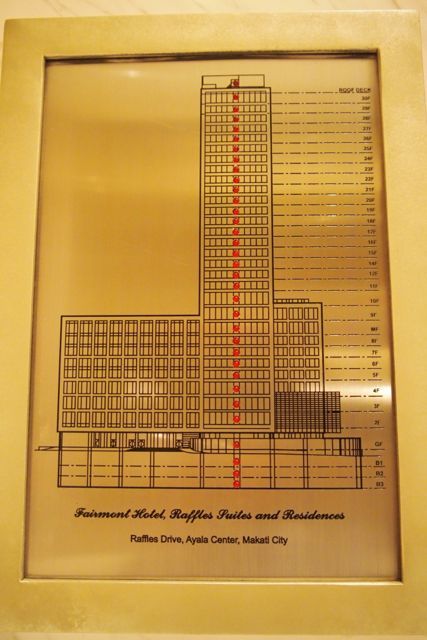 ROOF DECK
30F
29F
28F
27F
26F
25F
24F
23F
22F
21F
20F
19F
18F
17F
16F
15F
14F
12F
11F
10F
9F
MF
8F
7F
6F
5F
4F
3F
2F
GF
B1
B2
B3
Fairmont Hotel, Raffles Suites and Residences
Raffles Drive, Ayala Center, Makati City